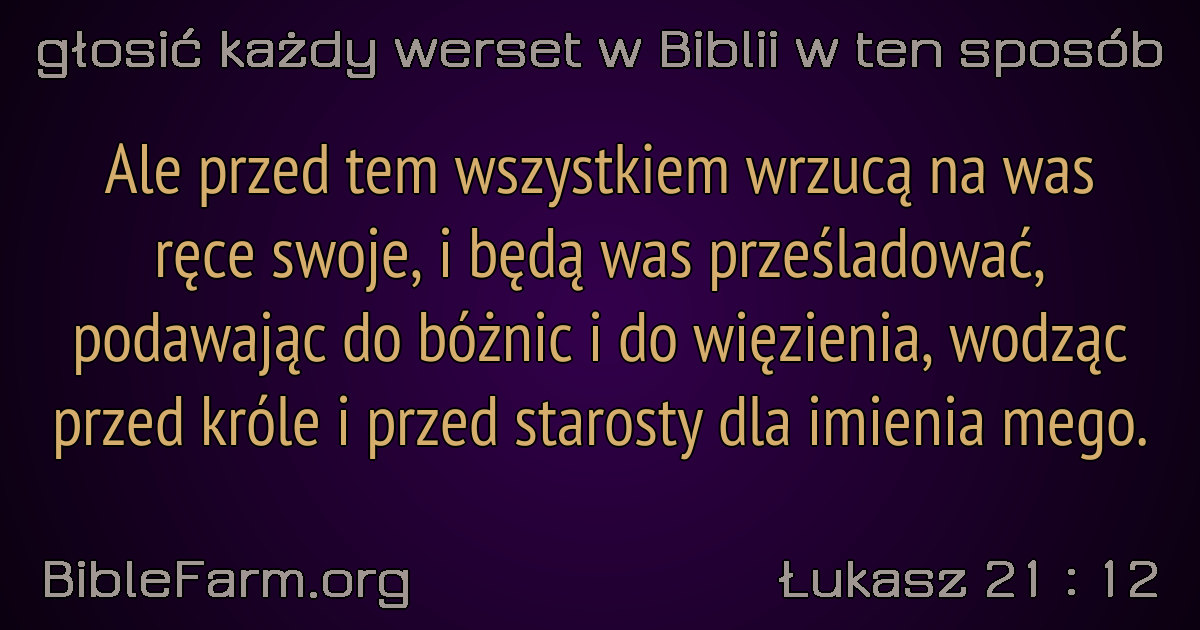 głosić każdy werset w Biblii w ten sposób
Ale przed tem wszystkiem wrzucą na was
ręce swoje, i będą was prześladować,
podawając do bóżnic i do więzienia, wodząc
przed króle i przed starosty dla imienia mego.
BibleFarm.org
Łukasz 21 : 12